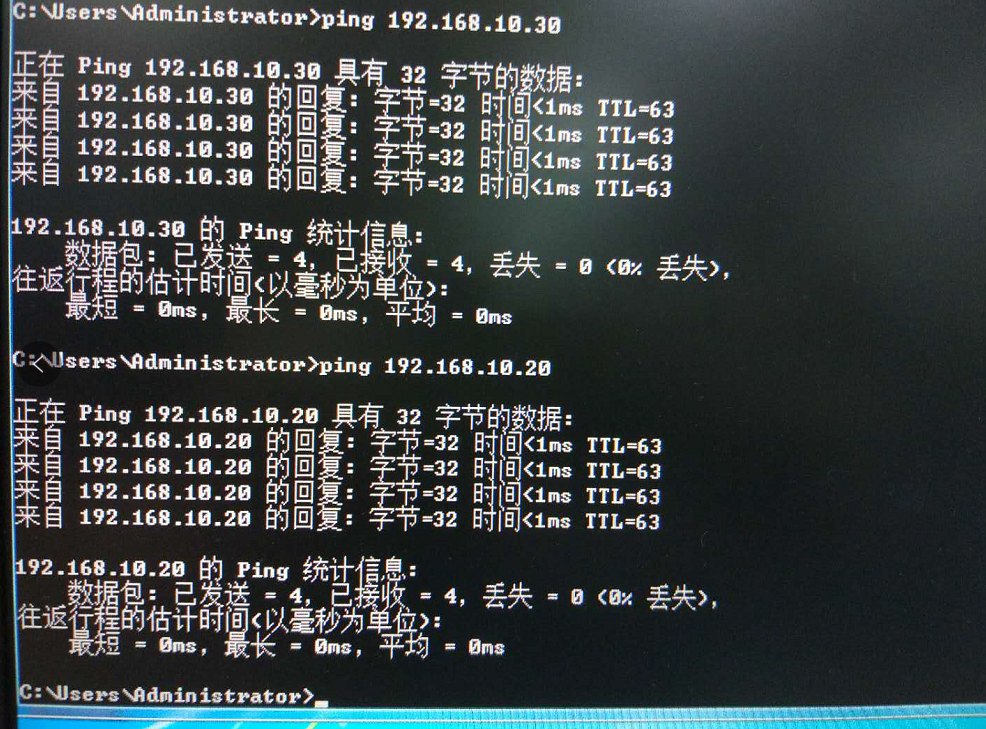 C:\Users\Administrator>ping 192.168.10.30
正在 Ping 192.168.10.30 具有 32 字节的数据:
来自 192.168.10.30 的回复: 字节=32 时间<1ms TTL=63
来自 192.168.10.30 的回复: 字节=32 时间<1ms TTL=63
来自 192.168.10.30 的回复: 字节=32 时间<1ms TTL=63
来自 192.168.10.30 的回复: 字节=32 时间<1ms TTL=63
192.168.10.30 的 Ping 统计信息:
数据包: 已发送 = 4, 已接收 = 4, 丢失 = 0 (0% 丢失),
往返行程的估计时间(以毫秒为单位):
最短 = 0ms, 最长 = 0ms, 平均 = 0ms
C:\Users\Administrator>ping 192.168.10.20
正在 Ping 192.168.10.20 具有 32 字节的数据:
来自 192.168.10.20 的回复: 字节=32 时间<1ms TTL=63
来自 192.168.10.20 的回复: 字节=32 时间<1ms TTL=63
来自 192.168.10.20 的回复: 字节=32 时间<1ms TTL=63
来自 192.168.10.20 的回复: 字节=32 时间<1ms TTL=63
192.168.10.20 的 Ping 统计信息:
数据包: 已发送 = 4, 已接收 = 4, 丢失 = 0 (0% 丢失),
往返行程的估计时间(以毫秒为单位):
最短 = 0ms, 最长 = 0ms, 平均 = 0ms
C:\Users\Administrator>